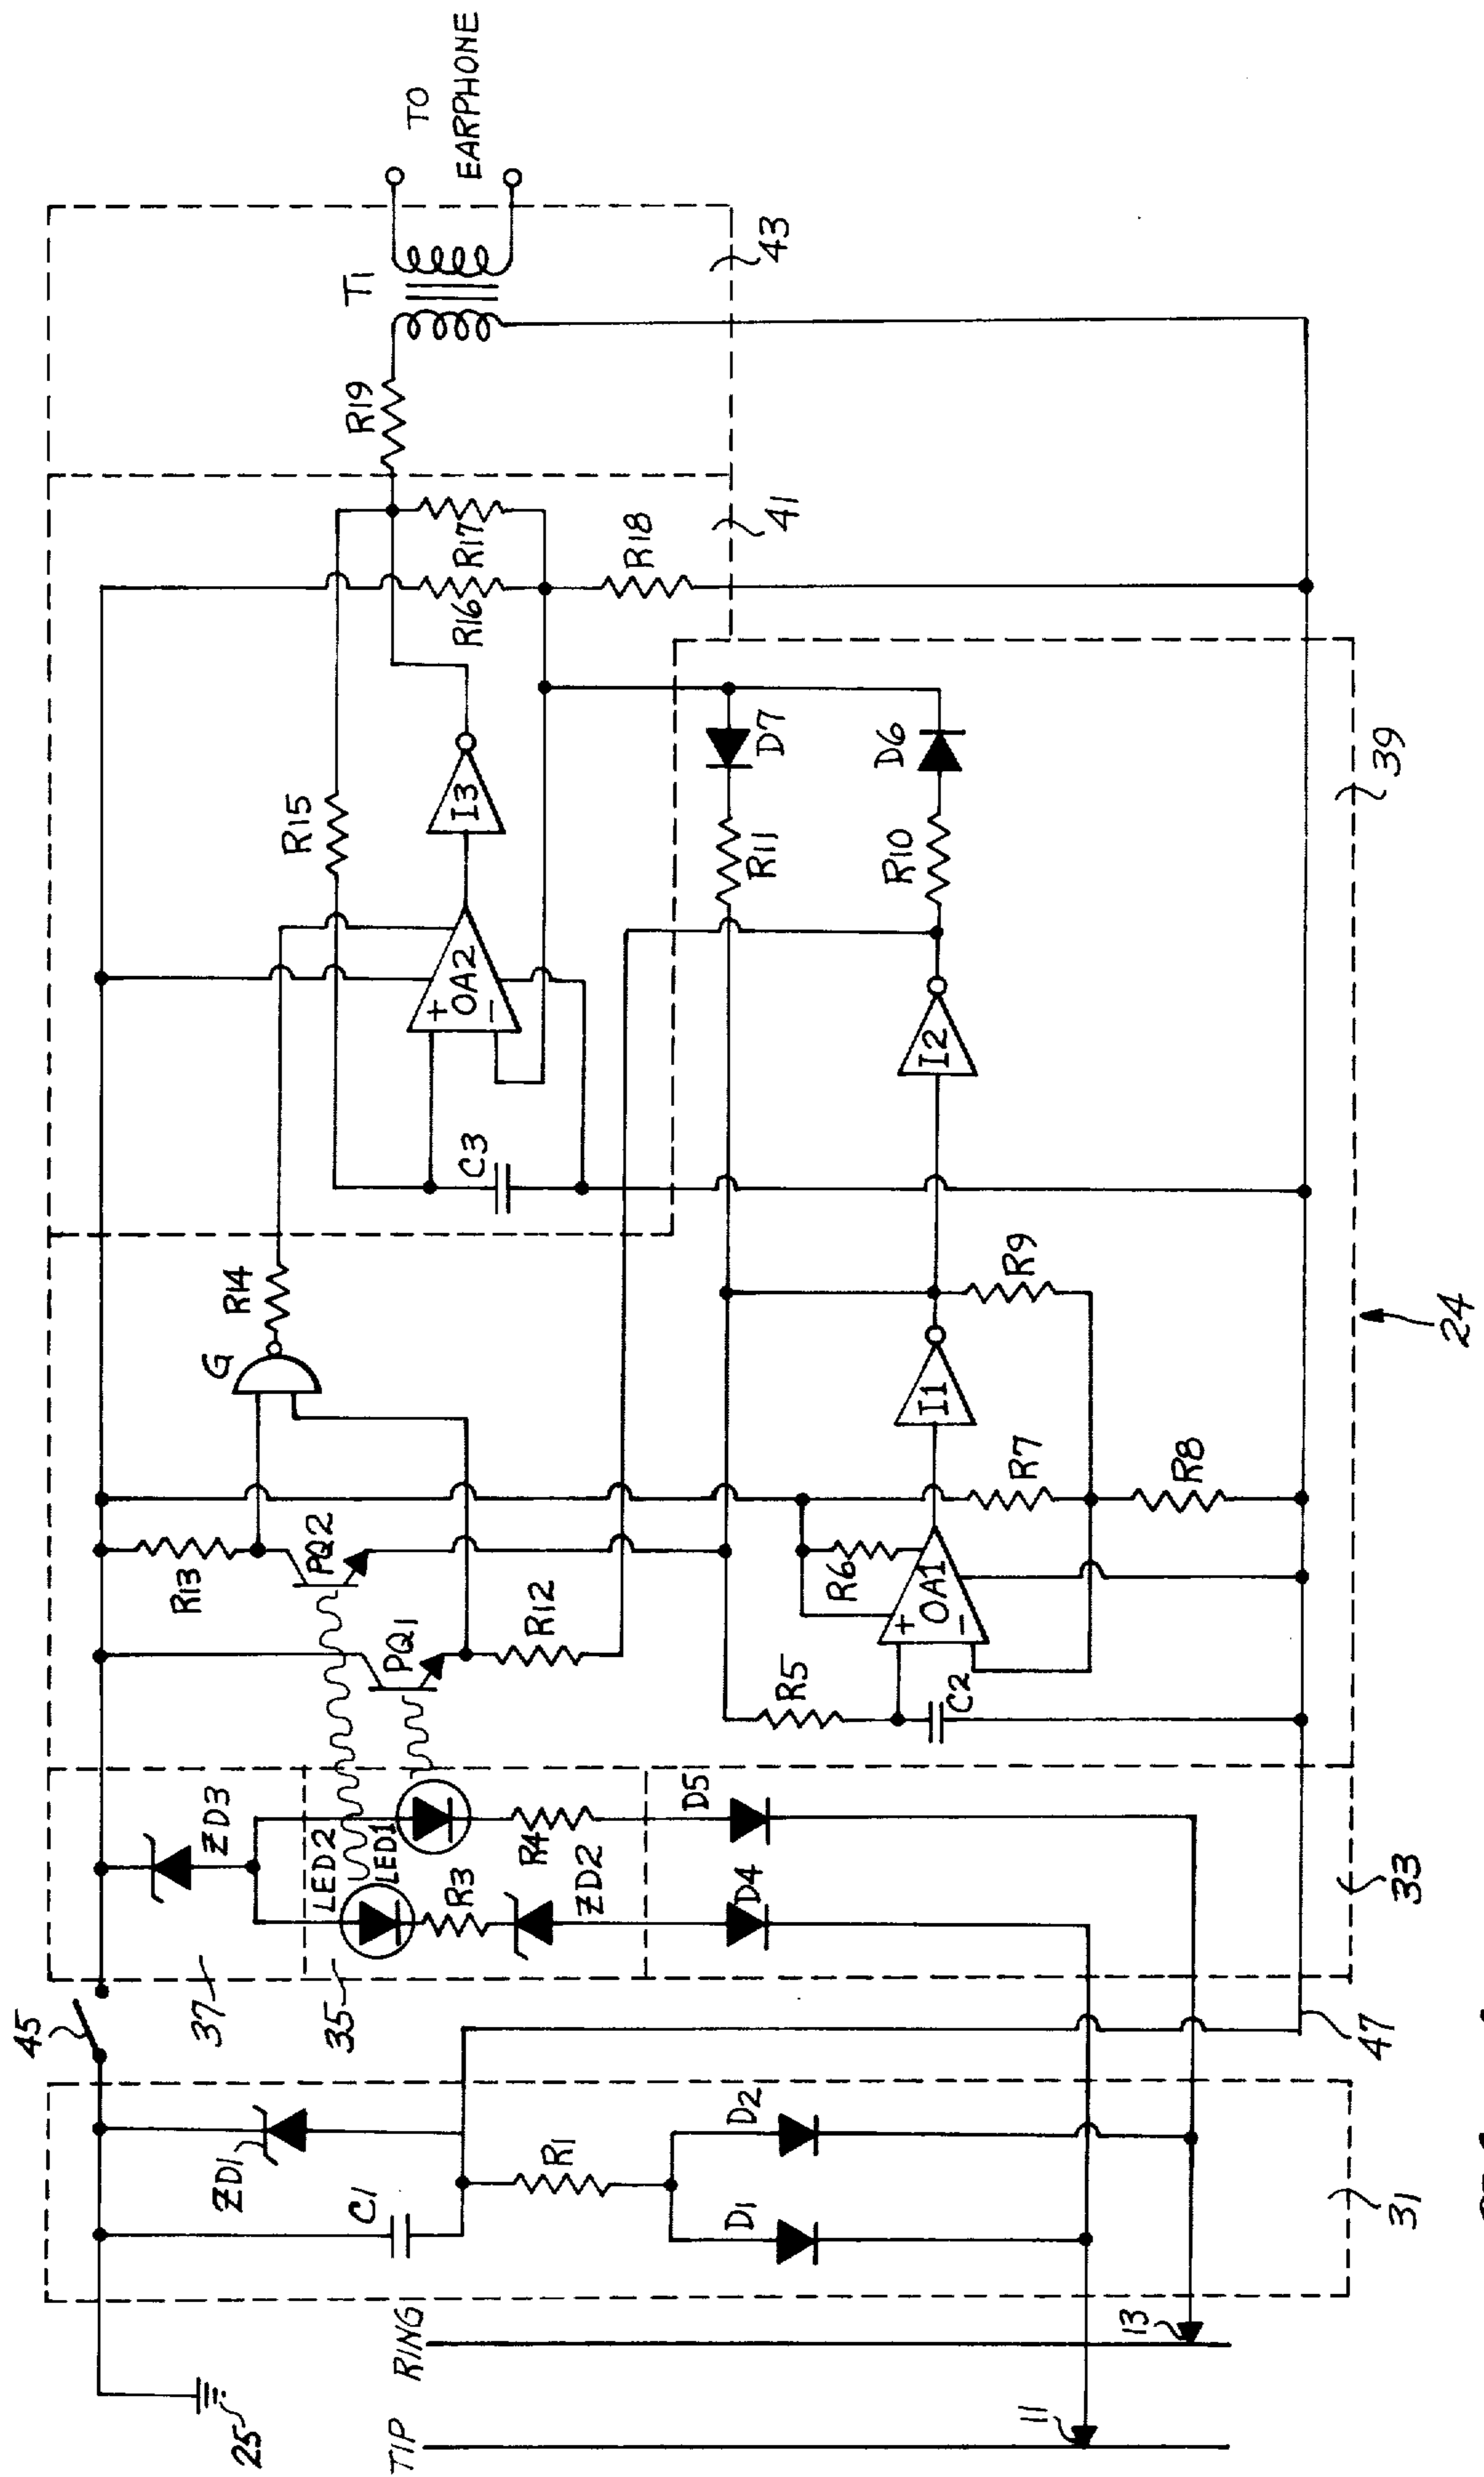 TO
EARPHONE
43
T1
R19
41
R17
R16
R18
39
D7
D6
I3
R15
R11
R10
+
OA2
−
I2
C3
R14
G
R9
24
I1
R7
R8
R13
PQ2
R12
PQ1
R6
+
OA1
−
R5
C2
ZD3
LED2
LED1
R4
R3
ZD2
D5
D4
33
37
35
45
47
ZD1
C1
R1
D2
D1
31
25
TIP
RING
11
13